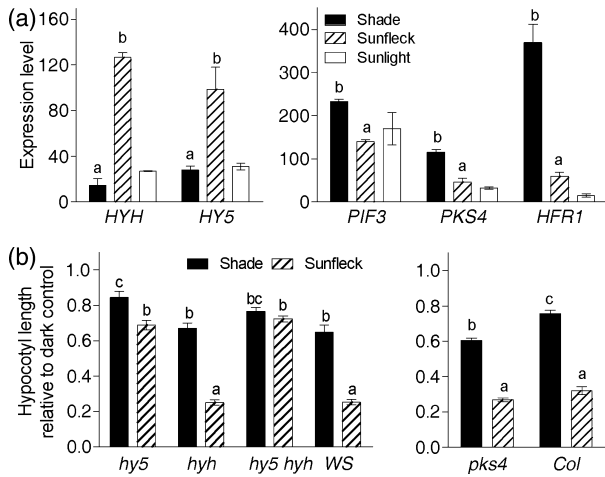 (a)
Expression level
160
120
80
40
0
a
b
a
b
HYH
HY5
Shade
Sunfleck
Sunlight
400
300
200
100
0
b
a
b
a
b
a
PIF3
PKS4
HFR1
(b)
Hypocotyl length
relative to dark control
Shade
Sunfleck
1.0
0.8
0.6
0.4
0.2
0.0
c
b
b
a
bc
b
b
a
hy5
hyh
hy5 hyh
WS
1.0
0.8
0.6
0.4
0.2
0.0
b
a
c
a
pks4
Col